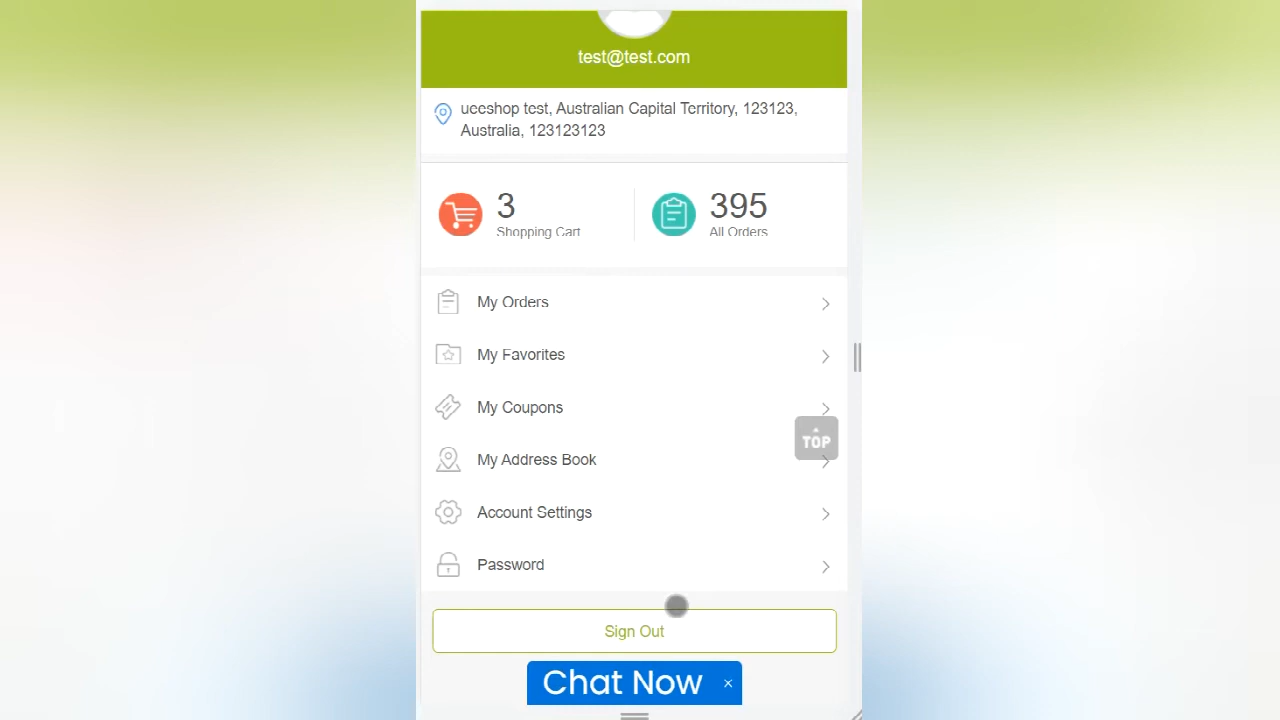 test@test.com
ueeshop test, Australian Capital Territory, 123123,
Australia, 123123123
3
Shopping Cart
395
All Orders
My Orders
My Favorites
My Coupons
TOP
My Address Book
Account Settings
Password
Sign Out
Chat Now ×